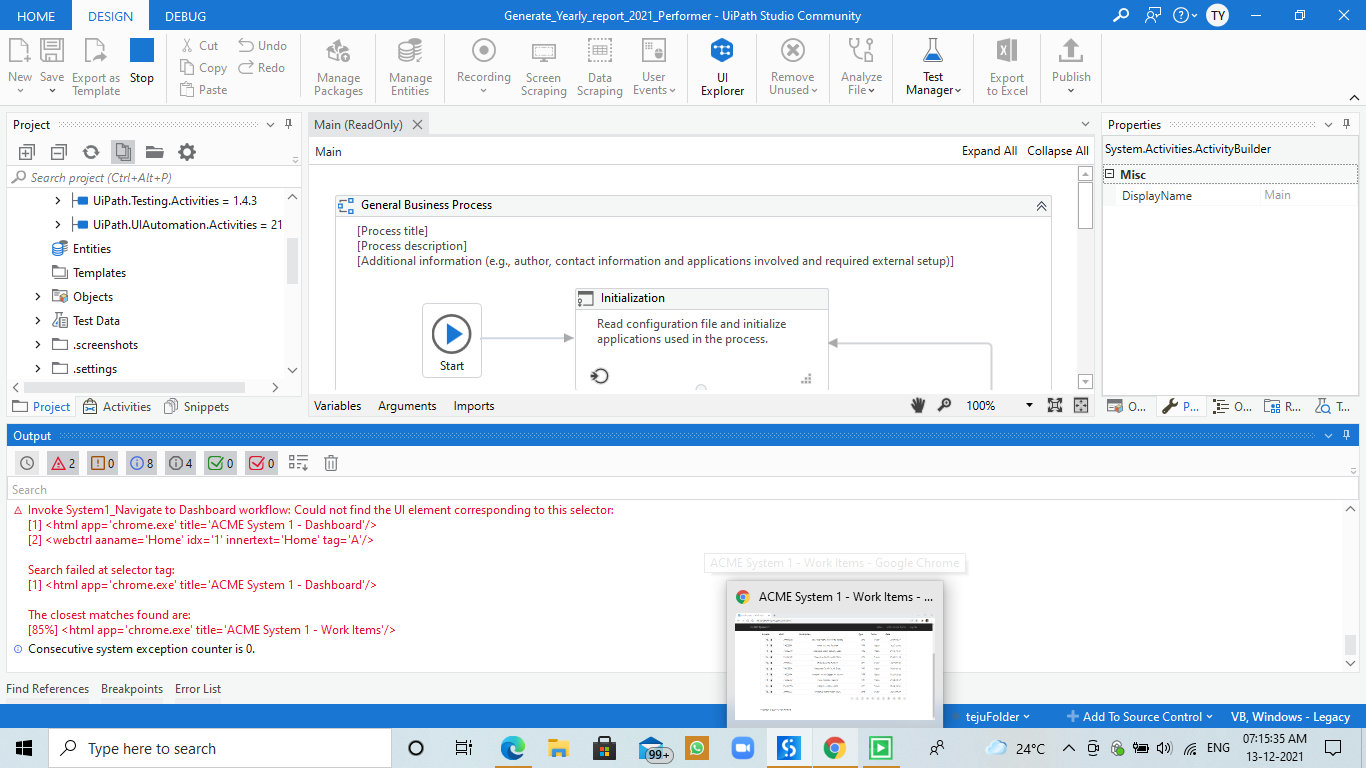 HOME DESIGN DEBUG Generate_Yearly_report_2021_Performer - UiPath Studio Community TY
New Save Export as Template Stop
Cut Undo
Copy Redo
Paste
Manage Packages Manage Entities Recording Screen Scraping Data Scraping User Events UI Explorer Remove Unused Analyze File Test Manager Export to Excel Publish
Project
Search project (Ctrl+Alt+P)
UiPath.Testing.Activities = 1.4.3
UiPath.UIAutomation.Activities = 21
Entities
Templates
Objects
Test Data
.screenshots
.settings
Project Activities Snippets
Main (ReadOnly)
Main Expand All Collapse All
General Business Process
[Process title]
[Process description]
[Additional information (e.g., author, contact information and applications involved and required external setup)]
Start
Initialization
Read configuration file and initialize
applications used in the process.
Variables Arguments Imports 100%
Properties
System.Activities.ActivityBuilder
Misc
DisplayName Main
O... P... O... R... T...
Output
2 0 8 4 0 0
Search
Invoke System1_Navigate to Dashboard workflow: Could not find the UI element corresponding to this selector:
[1] <html app='chrome.exe' title='ACME System 1 - Dashboard'/>
[2] <webctrl aaname='Home' idx='1' innertext='Home' tag='A'/>
Search failed at selector tag:
[1] <html app='chrome.exe' title='ACME System 1 - Dashboard'/>
The closest matches found are:
[85%] <html app='chrome.exe' title='ACME System 1 - Work Items'/>
Consecutive system exception counter is 0.
ACME System 1 - Work Items - Google Chrome
ACME System 1 - Work Items - ...
Find References Breakpoints Error List
tejuFolder Add To Source Control VB, Windows - Legacy
Type here to search 99+ 24°C ENG 07:15:35 AM
13-12-2021